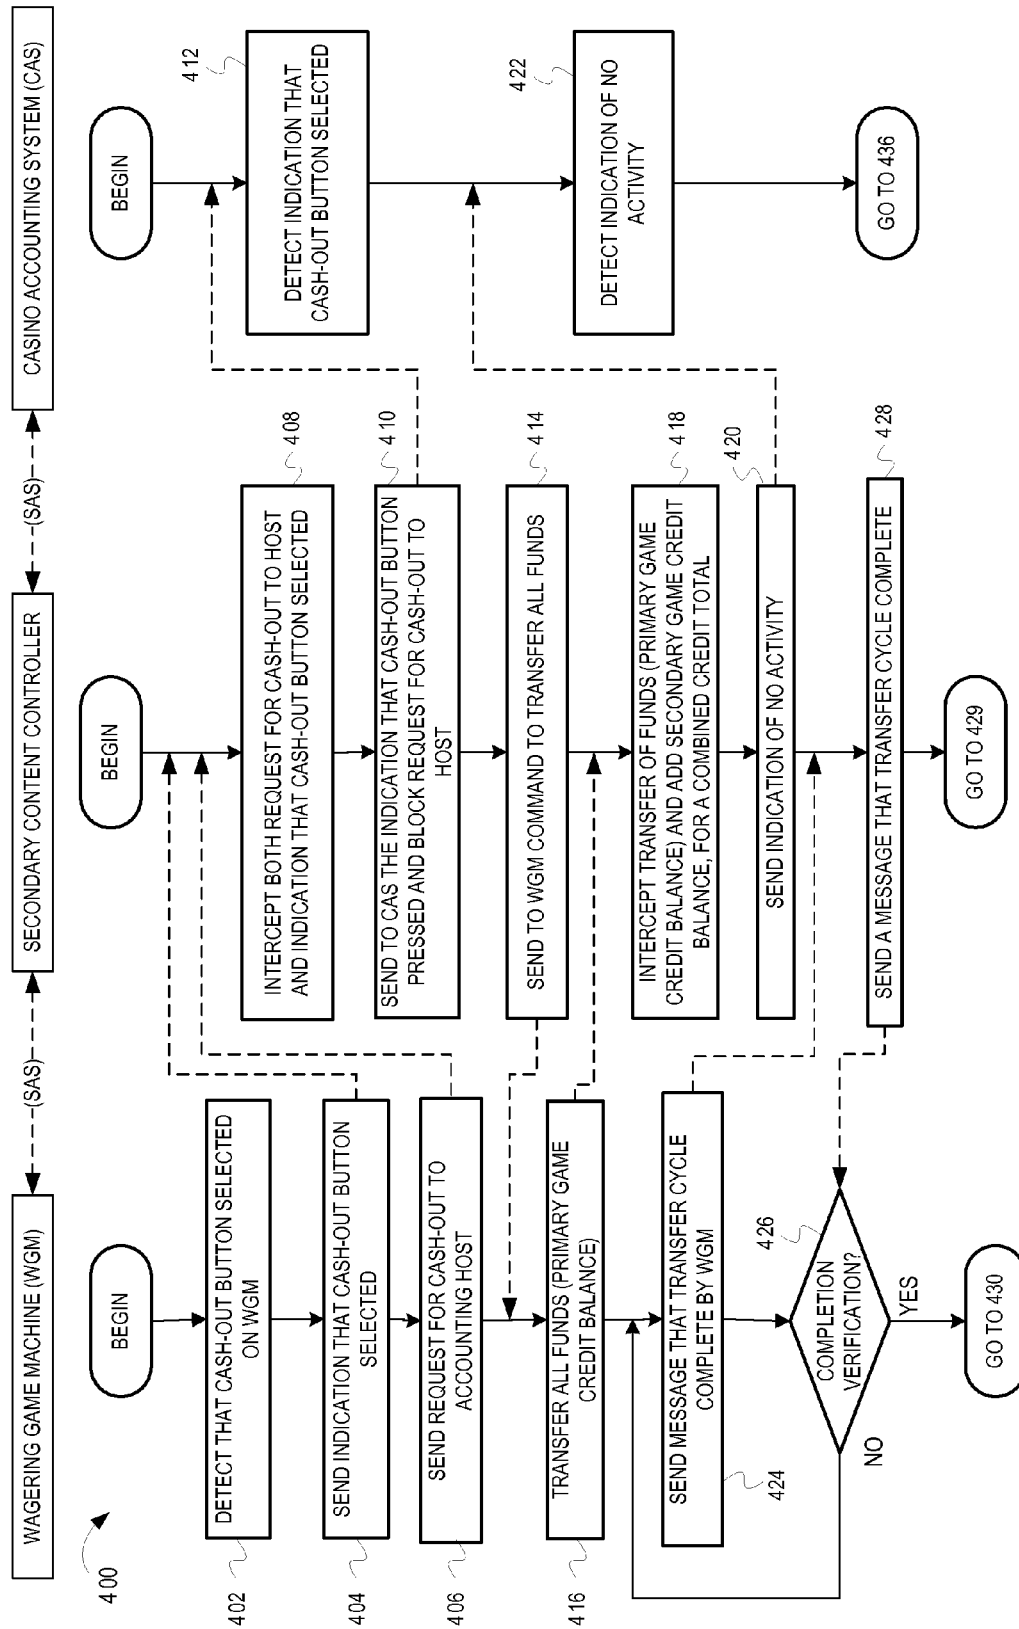 WAGERING GAME MACHINE (WGM)
(SAS)
SECONDARY CONTENT CONTROLLER
(SAS)
CASINO ACCOUNTING SYSTEM (CAS)
400
BEGIN
DETECT THAT CASH-OUT BUTTON SELECTED
ON WGM
402
SEND INDICATION THAT CASH-OUT BUTTON
SELECTED
404
SEND REQUEST FOR CASH-OUT TO
ACCOUNTING HOST
406
TRANSFER ALL FUNDS (PRIMARY GAME
CREDIT BALANCE)
416
SEND MESSAGE THAT TRANSFER CYCLE
COMPLETE BY WGM
424
COMPLETION
VERIFICATION?
426
NO
YES
GO TO 430
BEGIN
INTERCEPT BOTH REQUEST FOR CASH-OUT TO HOST
AND INDICATION THAT CASH-OUT BUTTON SELECTED
408
SEND TO CAS THE INDICATION THAT CASH-OUT BUTTON
PRESSED AND BLOCK REQUEST FOR CASH-OUT TO
HOST
410
SEND TO WGM COMMAND TO TRANSFER ALL FUNDS
414
INTERCEPT TRANSFER OF FUNDS (PRIMARY GAME
CREDIT BALANCE) AND ADD SECONDARY GAME CREDIT
BALANCE, FOR A COMBINED CREDIT TOTAL
418
SEND INDICATION OF NO ACTIVITY
420
SEND A MESSAGE THAT TRANSFER CYCLE COMPLETE
428
GO TO 429
BEGIN
DETECT INDICATION THAT
CASH-OUT BUTTON SELECTED
412
DETECT INDICATION OF NO
ACTIVITY
422
GO TO 436